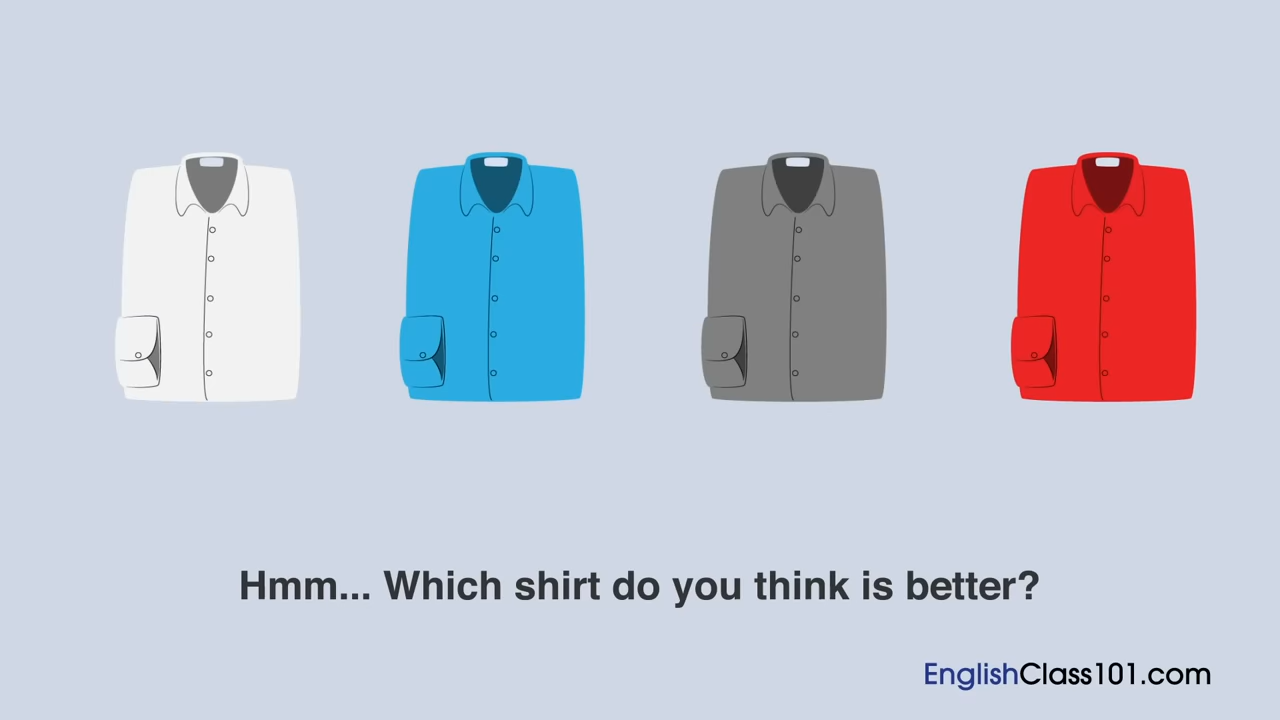 Hmm... Which shirt do you think is better?
EnglishClass101.com